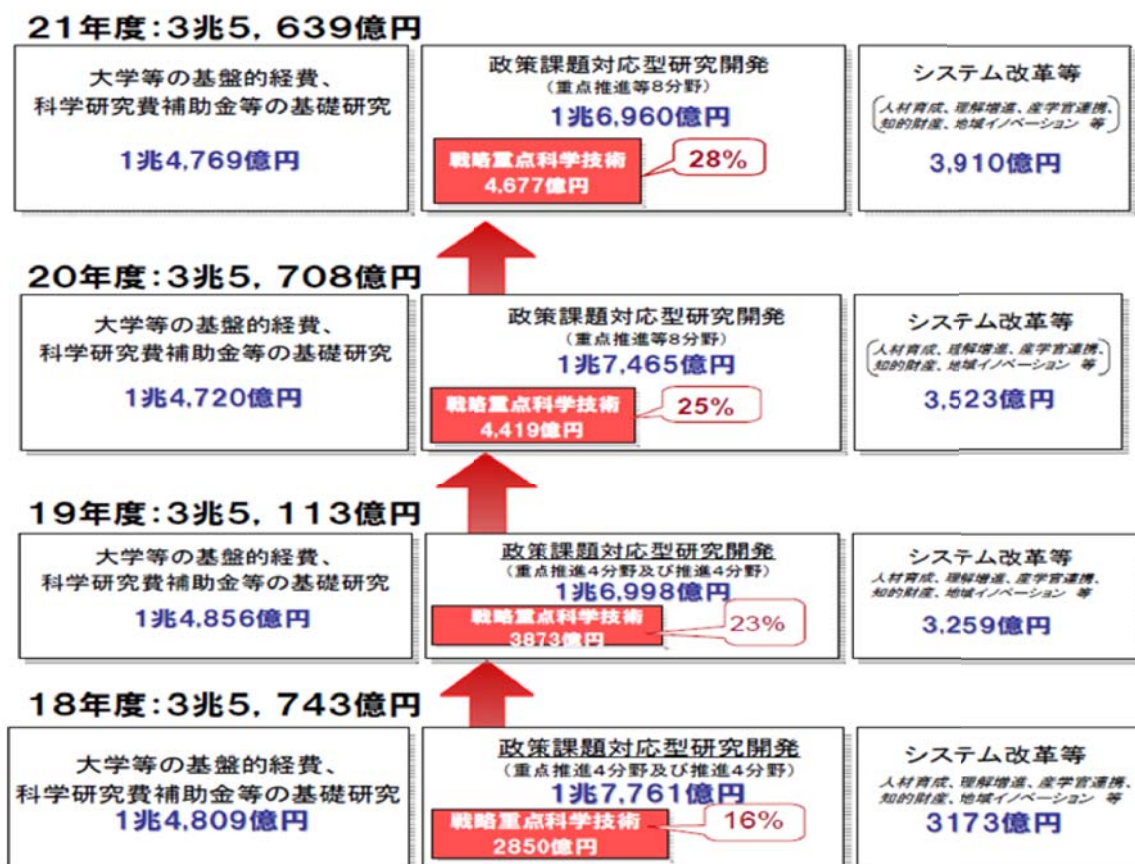 21年度:3兆5,639億円
大学等の基盤的経費、
科学研究費補助金等の基礎研究
1兆4,769億円
政策課題対応型研究開発
(重点推進等8分野)
1兆6,960億円
戦略重点科学技術
4,677億円
28%
システム改革等
人材育成、理解増進、産学官連携、
知的財産、地域イノベーション 等
3,910億円
20年度:3兆5,708億円
大学等の基盤的経費、
科学研究費補助金等の基礎研究
1兆4,720億円
政策課題対応型研究開発
(重点推進等8分野)
1兆7,465億円
戦略重点科学技術
4,419億円
25%
システム改革等
人材育成、理解増進、産学官連携、
知的財産、地域イノベーション 等
3,523億円
19年度:3兆5,113億円
大学等の基盤的経費、
科学研究費補助金等の基礎研究
1兆4,856億円
政策課題対応型研究開発
(重点推進4分野及び推進4分野)
1兆6,998億円
戦略重点科学技術
3873億円
23%
システム改革等
人材育成、理解増進、産学官連携、
知的財産、地域イノベーション 等
3,259億円
18年度:3兆5,743億円
大学等の基盤的経費、
科学研究費補助金等の基礎研究
1兆4,809億円
政策課題対応型研究開発
(重点推進4分野及び推進4分野)
1兆7,761億円
戦略重点科学技術
2850億円
16%
システム改革等
人材育成、理解増進、産学官連携、
知的財産、地域イノベーション 等
3173億円